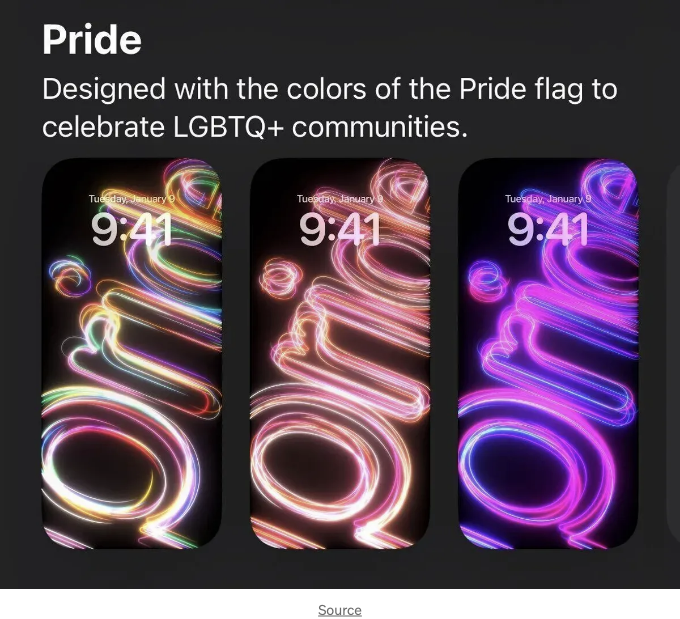 Pride
Designed with the colors of the Pride flag to
celebrate LGBTQ+ communities.
Tuesday, January 9
9:41
Tuesday, January 9
9:41
Tuesday, January 9
9:41
Source